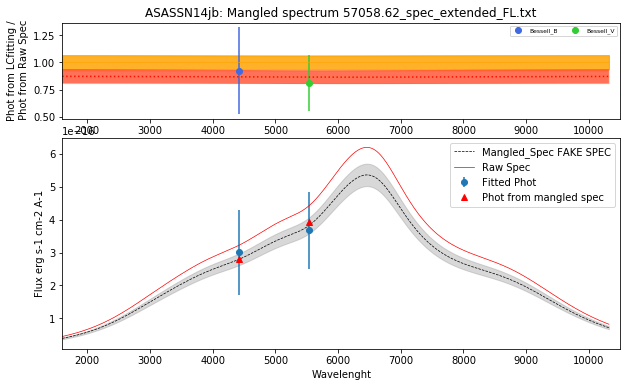 ASASSN14jb: Mangled spectrum 57058.62_spec_extended_FL.txt
Phot from LCfitting /
Phot from Raw Spec
1.25
1.00
0.75
0.50
Bessell_B
Bessell_V
2000 3000 4000 5000 6000 7000 8000 9000 10000
1e−16
Flux erg s-1 cm-2 A-1
6
5
4
3
2
1
Mangled_Spec FAKE SPEC
Raw Spec
Fitted Phot
Phot from mangled spec
2000 3000 4000 5000 6000 7000 8000 9000 10000
Wavelenght